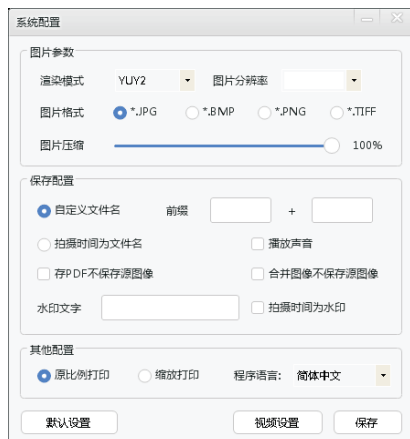 系统配置
图片参数
渲染模式 YUY2 图片分辨率
图片格式 *.JPG *.BMP *.PNG *.TIFF
图片压缩 100%
保存配置
自定义文件名 前缀 +
拍摄时间为文件名 播放声音
存PDF不保存源图像 合并图像不保存源图像
水印文字 拍摄时间为水印
其他配置
原比例打印 缩放打印 程序语言: 简体中文
默认设置 视频设置 保存